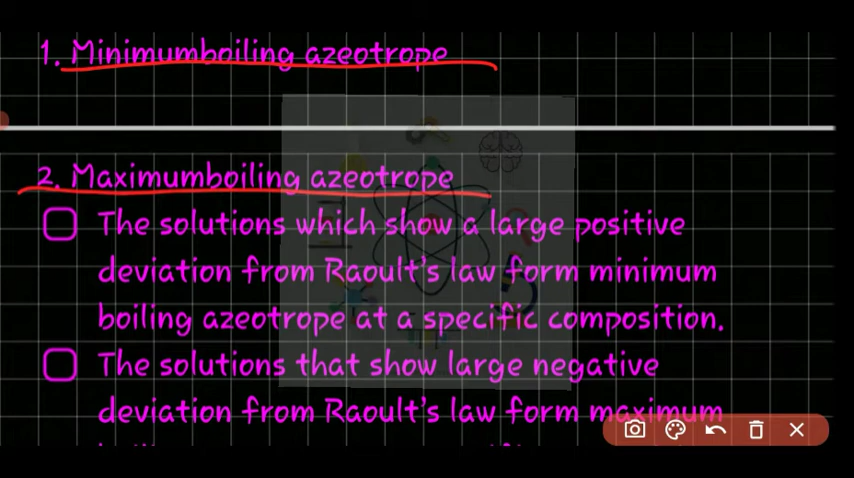 1. Minimumboiling azeotrope
2. Maximumboiling azeotrope
The solutions which show a large positive
deviation from Raoult's law form minimum
boiling azeotrope at a specific composition.
The solutions that show large negative
deviation from Raoult's law form maximum